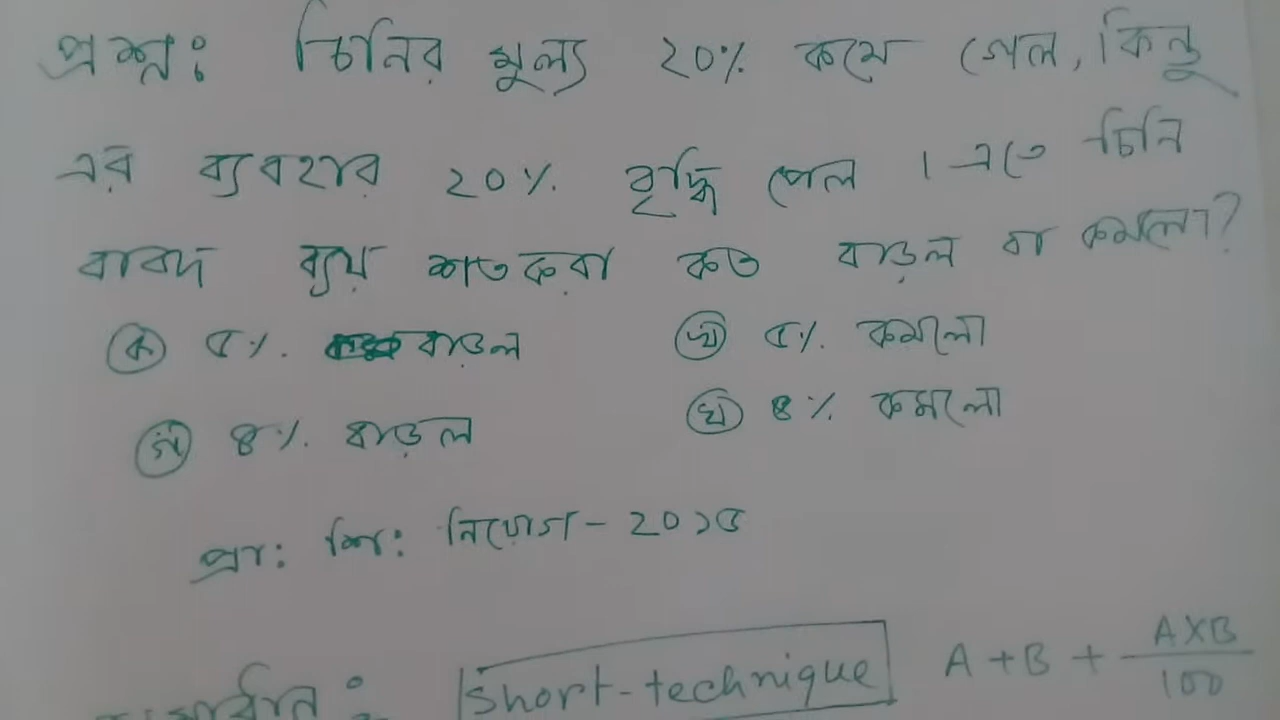 প্রশ্ন: চিনির মূল্য ২০% কমে গেল, কিন্তু
এর ব্যবহার ২০% বৃদ্ধি পেল । এতে চিনি
বাবদ ব্যয় শতকরা কত বাড়ল বা কমলো?
ক ৫% বাড়ল খ ৫% কমলো
গ ৪% বাড়ল ঘ ৪% কমলো
প্রা: শি: নিয়োগ - ২০১৫
short-technique A + B + A×B/100